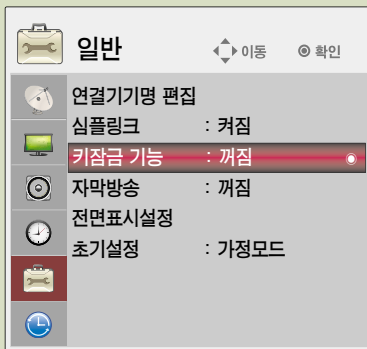 일반 이동 확인
연결기기명 편집
심플링크 : 켜짐
키잠금 기능 : 꺼짐
자막방송 : 꺼짐
전면표시설정
초기설정 : 가정모드